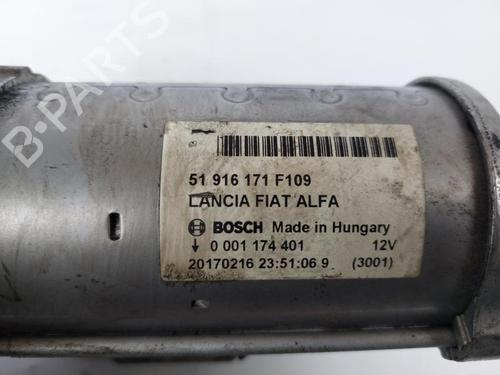 B-PARTS
51 916 171 F109
LANCIA FIAT ALFA
BOSCH Made in Hungary
0 001 174 401 12V
20170216 23:51:06 9 (3001)